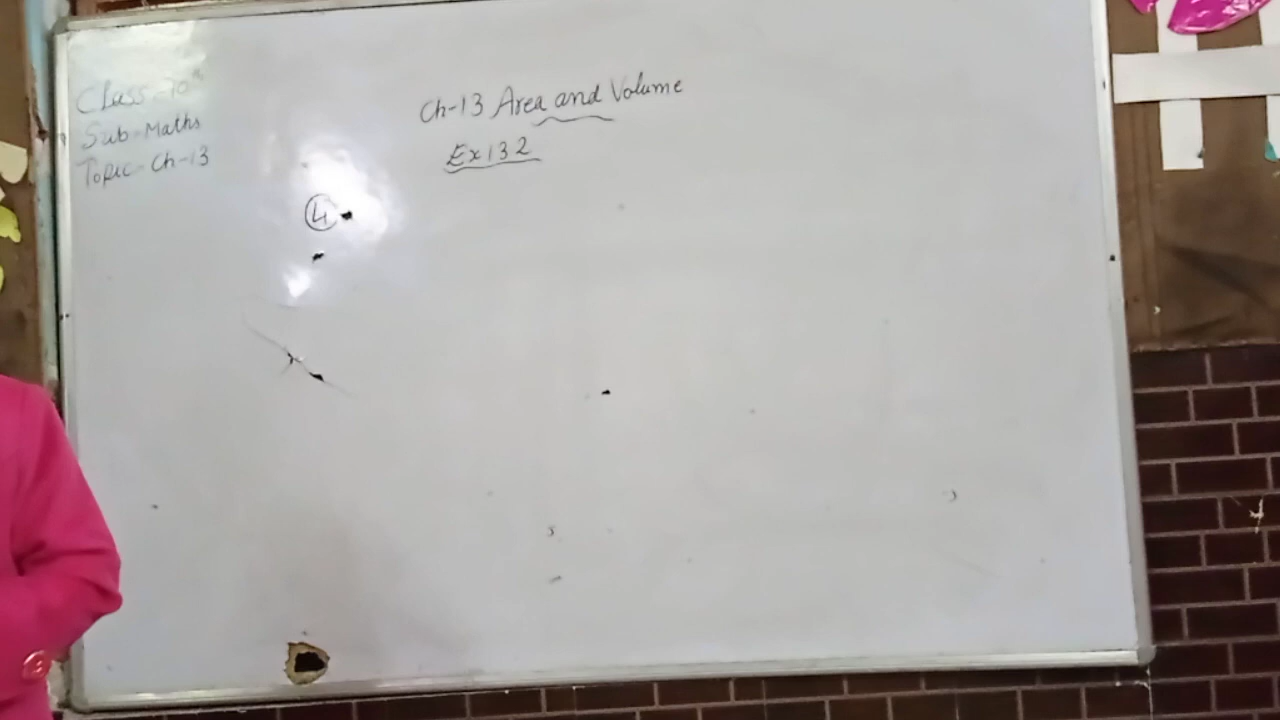 Class-10th
Sub-Maths
Topic- Ch-13
Ch-13 Area and Volume
Ex 13 2
4